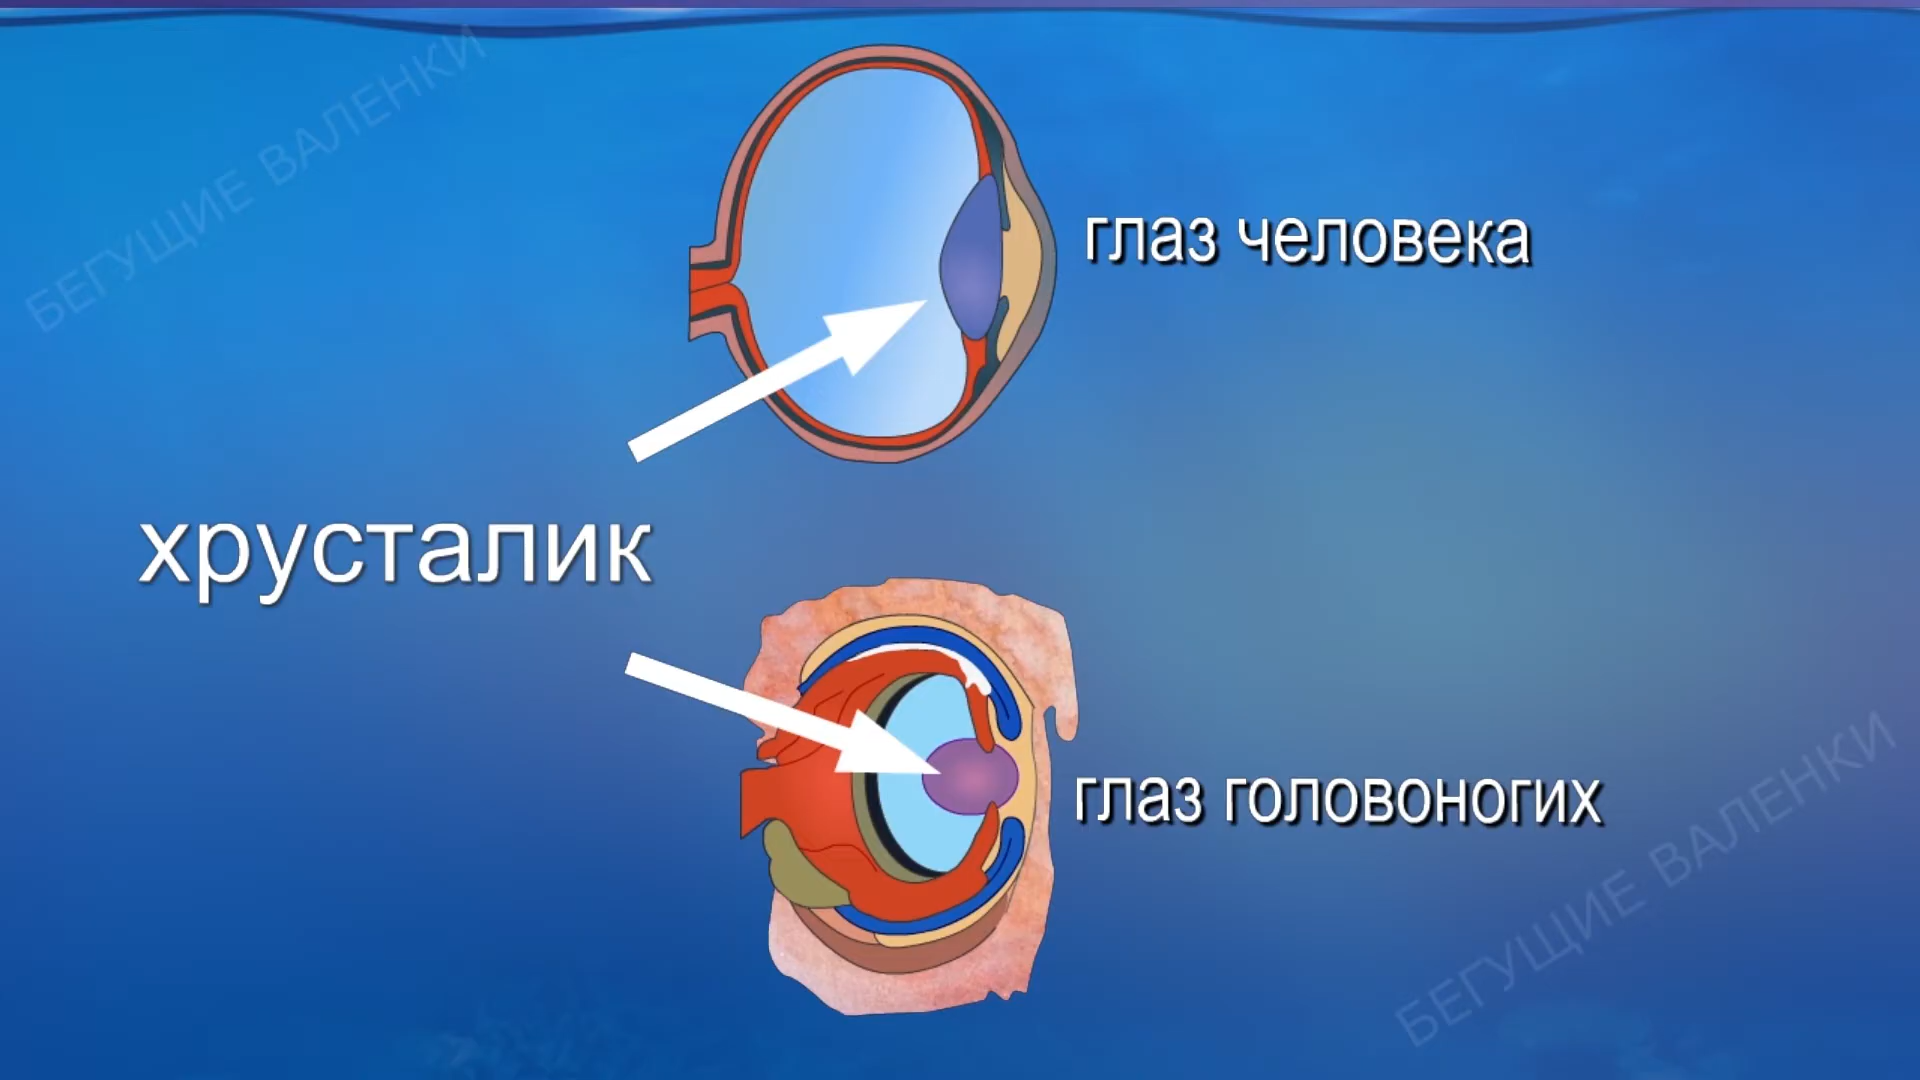 БЕГУЩИЕ ВАЛЕНКИ
глаз человека
хрусталик
глаз головоногих
БЕГУЩИЕ ВАЛЕНКИ